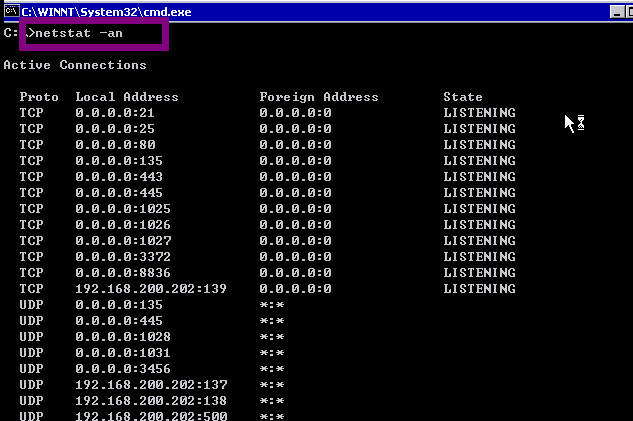 C:\WINNT\System32\cmd.exe
C:\>netstat -an
Active Connections
Proto  Local Address          Foreign Address        State
TCP    0.0.0.0:21             0.0.0.0:0              LISTENING
TCP    0.0.0.0:25             0.0.0.0:0              LISTENING
TCP    0.0.0.0:80             0.0.0.0:0              LISTENING
TCP    0.0.0.0:135            0.0.0.0:0              LISTENING
TCP    0.0.0.0:443            0.0.0.0:0              LISTENING
TCP    0.0.0.0:445            0.0.0.0:0              LISTENING
TCP    0.0.0.0:1025           0.0.0.0:0              LISTENING
TCP    0.0.0.0:1026           0.0.0.0:0              LISTENING
TCP    0.0.0.0:1027           0.0.0.0:0              LISTENING
TCP    0.0.0.0:3372           0.0.0.0:0              LISTENING
TCP    0.0.0.0:8836           0.0.0.0:0              LISTENING
TCP    192.168.200.202:139    0.0.0.0:0              LISTENING
UDP    0.0.0.0:135            *:*
UDP    0.0.0.0:445            *:*
UDP    0.0.0.0:1028           *:*
UDP    0.0.0.0:1031           *:*
UDP    0.0.0.0:3456           *:*
UDP    192.168.200.202:137    *:*
UDP    192.168.200.202:138    *:*
UDP    192.168.200.202:500    *:*